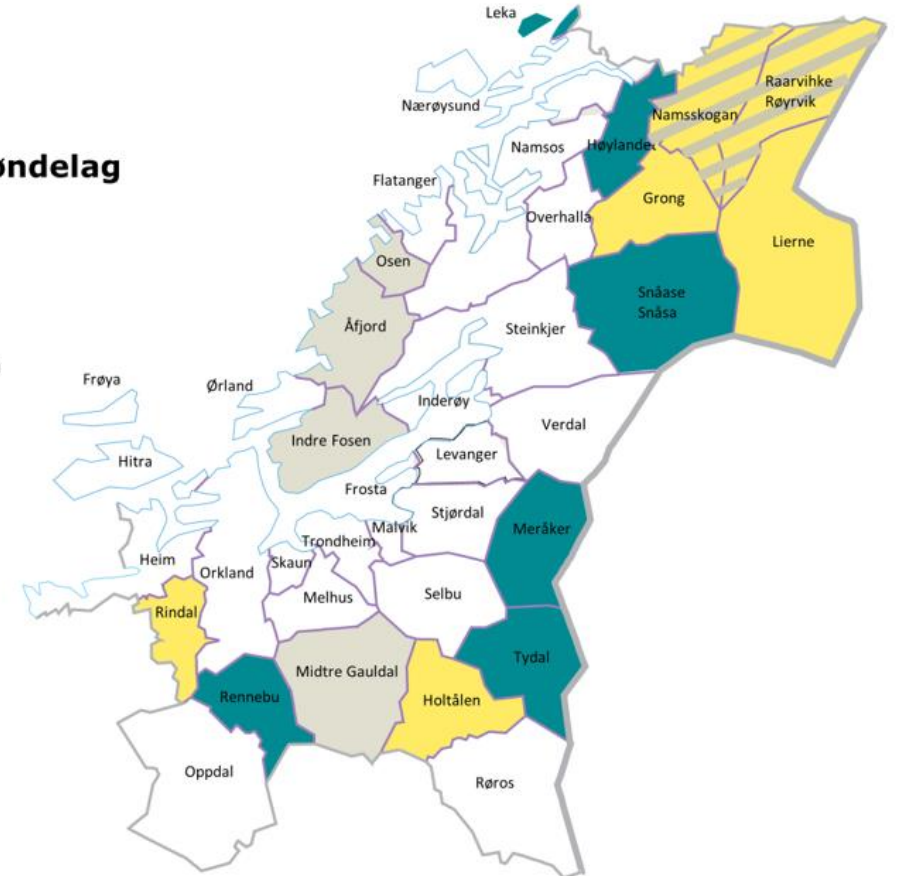 Leka
Raarvihke
Røyrvik
Nærøysund
Namsskogan
Namsos
Høylande
øndelag
Flatanger
Grong
Overhalla
Lierne
Osen
Snåase
Snåsa
Åfjord
Steinkjer
Frøya
Ørland
Inderøy
Verdal
Indre Fosen
Levanger
Hitra
Frosta
Stjørdal
Malvik
Meråker
Trondheim
Heim
Skaun
Orkland
Selbu
Melhus
Rindal
Tydal
Midtre Gauldal
Rennebu
Holtålen
Oppdal
Røros